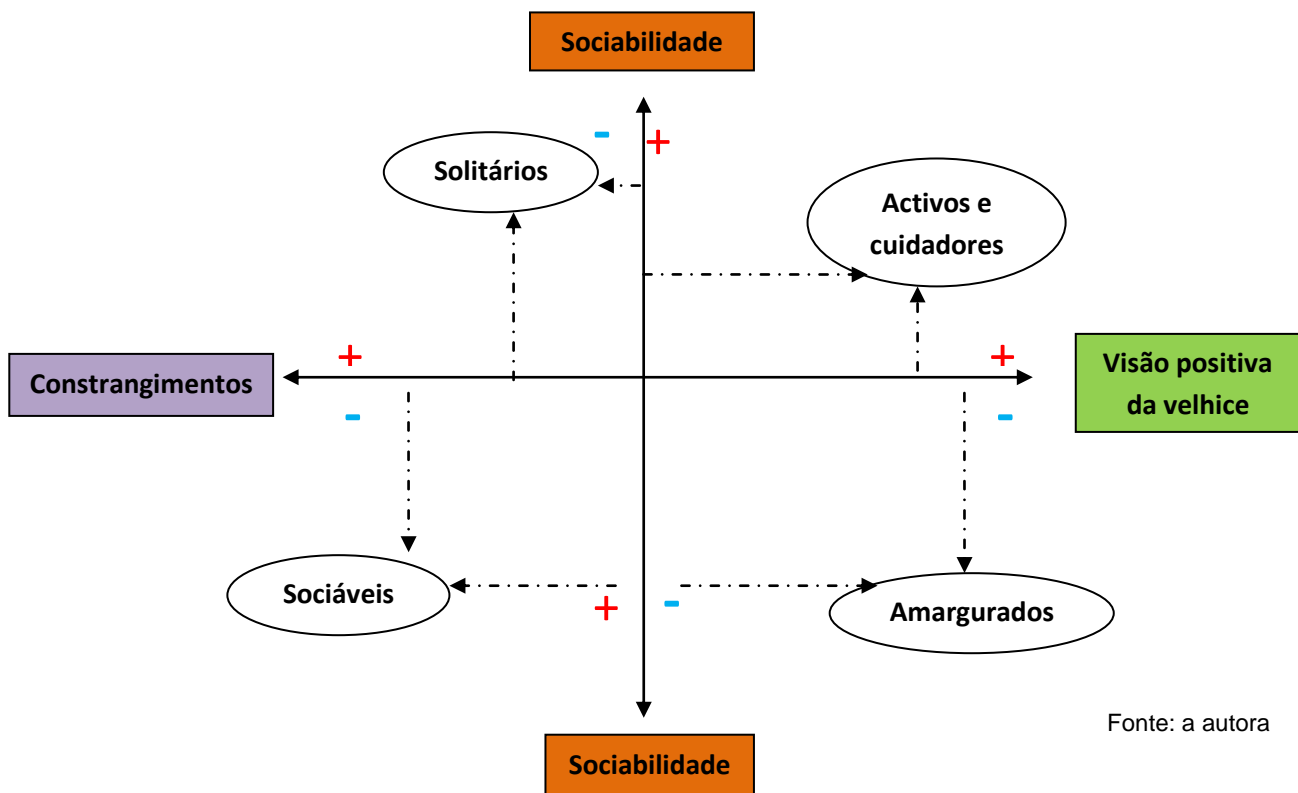 Sociabilidade
-
+
Solitários
Activos e
cuidadores
+
+
Constrangimentos
Visão positiva
da velhice
-
-
Sociáveis
+
-
Amargurados
Fonte: a autora
Sociabilidade